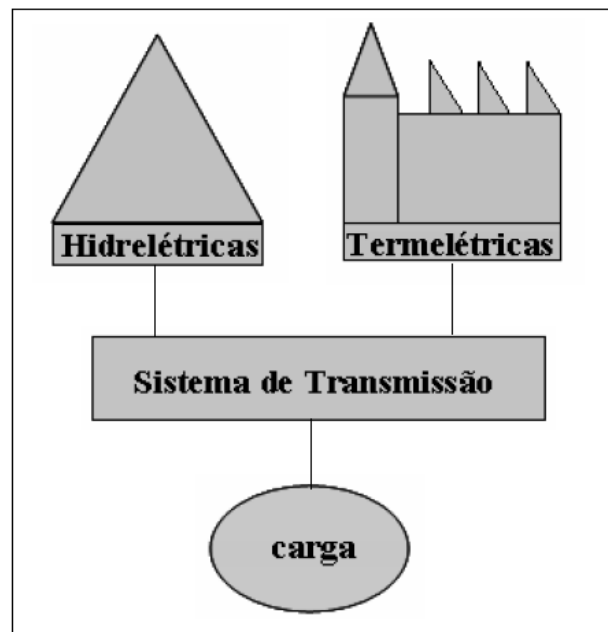 Hidrelétricas
Termelétricas
Sistema de Transmissão
carga